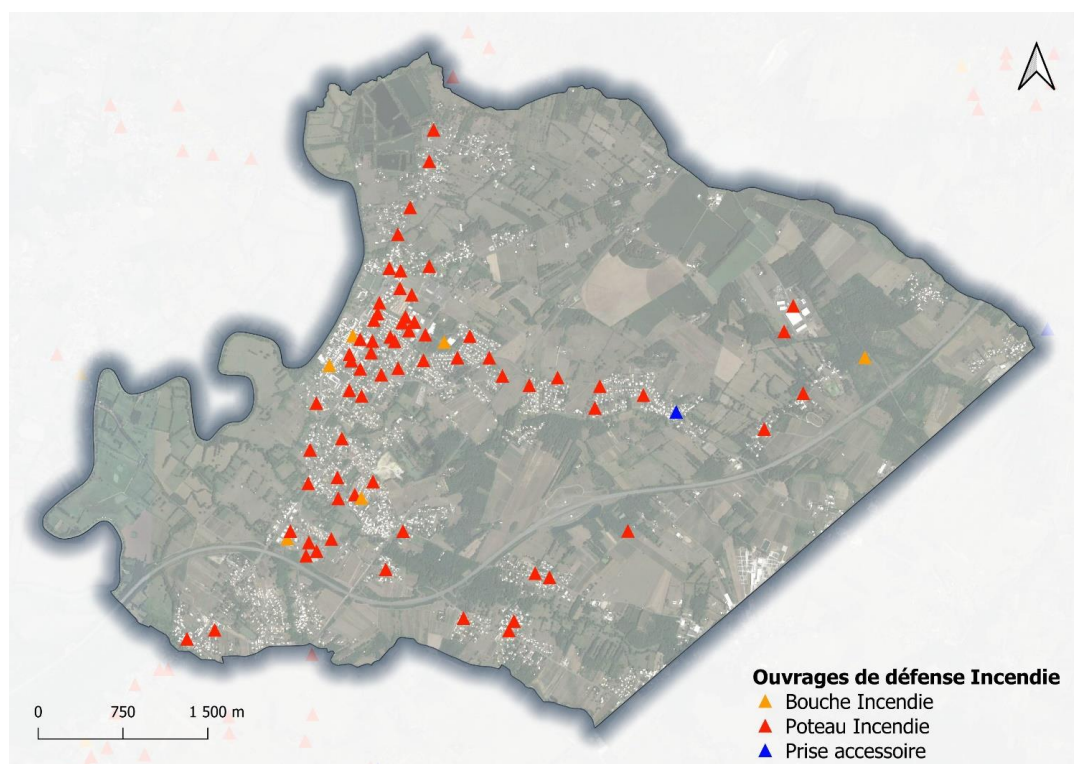 0 750 1 500 m
Ouvrages de défense Incendie
Bouche Incendie
Poteau Incendie
Prise accessoire